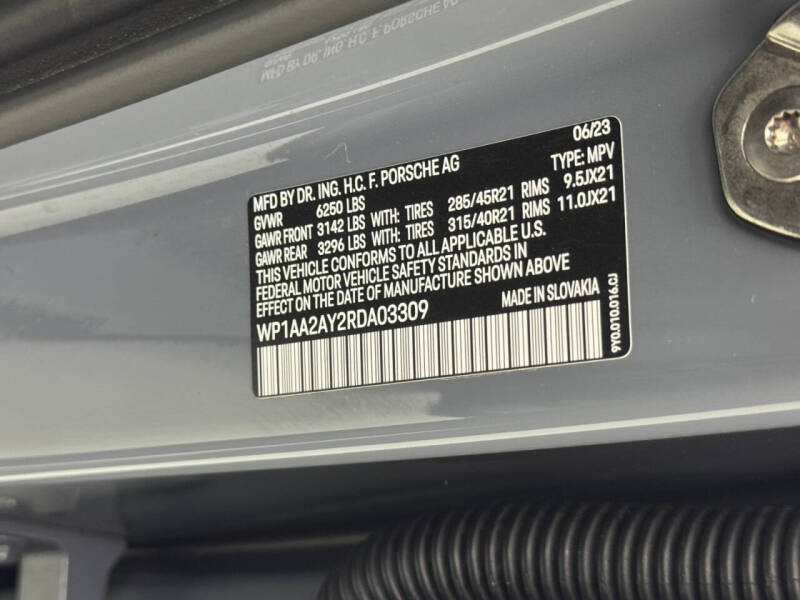 MFD BY DR. ING. H.C. F. PORSCHE AG 06/23
GVWR 6250 LBS TYPE: MPV
GAWR FRONT 3142 LBS WITH: TIRES 285/45R21 RIMS 9.5JX21
GAWR REAR 3296 LBS WITH: TIRES 315/40R21 RIMS 11.0JX21
THIS VEHICLE CONFORMS TO ALL APPLICABLE U.S.
FEDERAL MOTOR VEHICLE SAFETY STANDARDS IN
EFFECT ON THE DATE OF MANUFACTURE SHOWN ABOVE
WP1AA2AY2RDA03309 MADE IN SLOVAKIA
9Y0.010.016.QJ